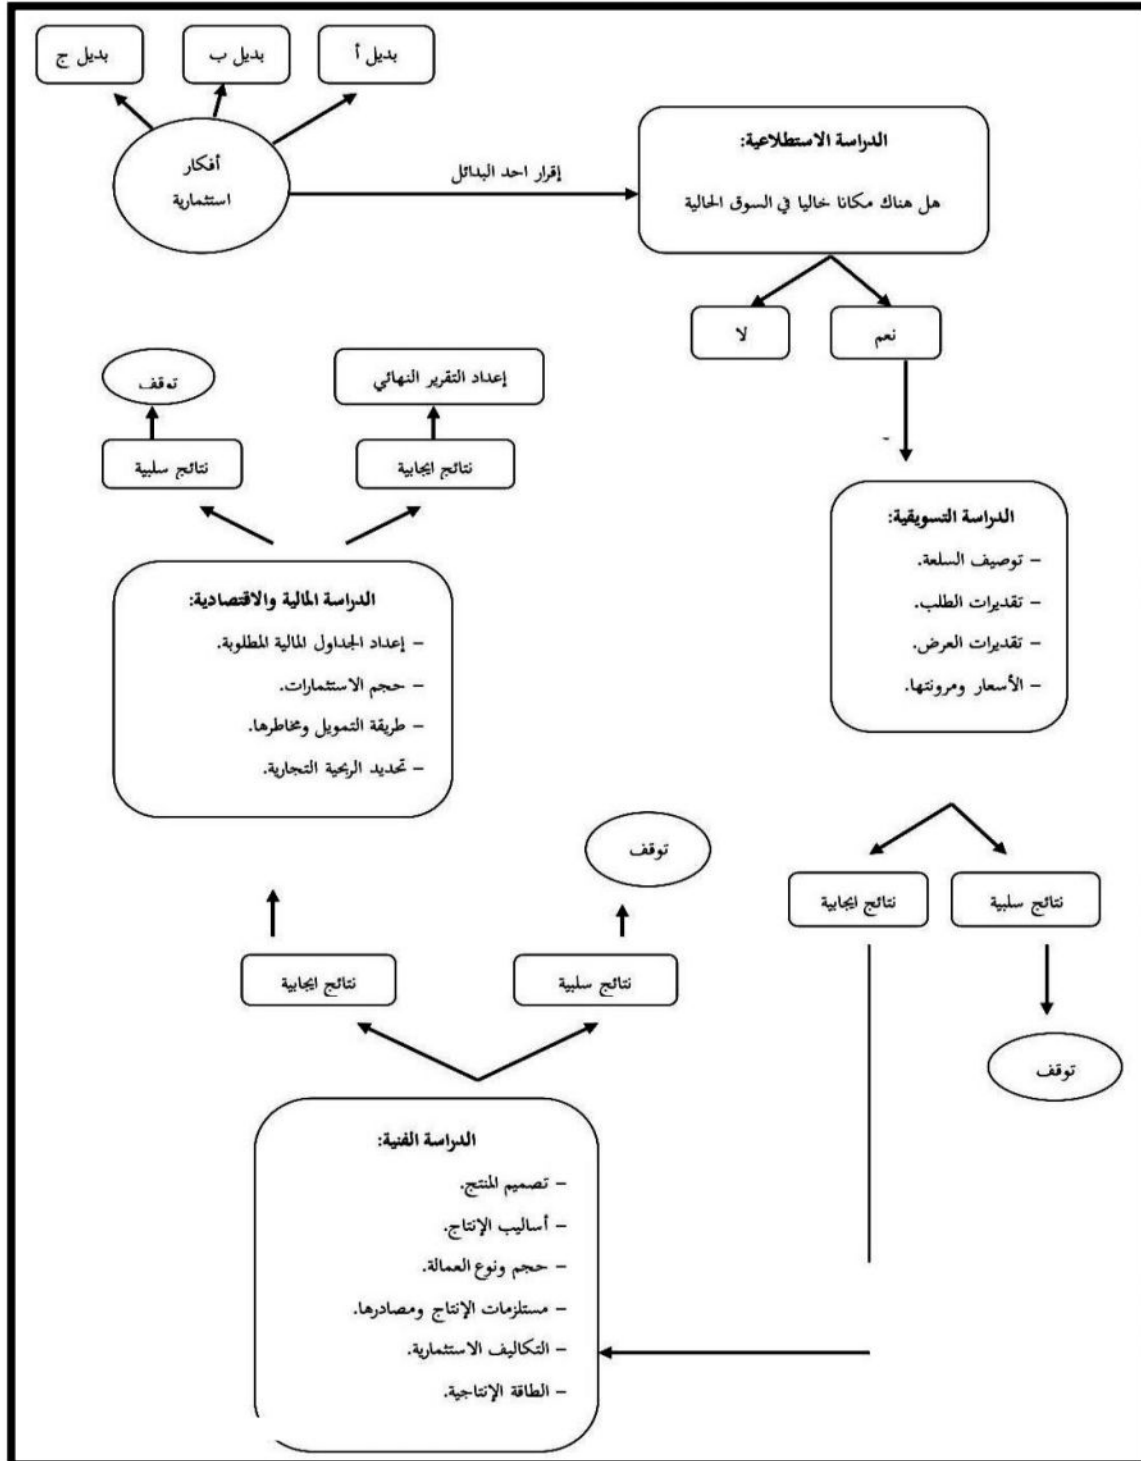 بديل أ
بديل ب
بديل ج
أفكار
استثمارية
إقرار احد البدائل
الدراسة الاستطلاعية:
هل هناك مكانا خاليا في السوق الحالية
نعم
لا
الدراسة التسويقية:
– توصيف السلعة.
– تقديرات الطلب.
– تقديرات العرض.
– الأسعار ومرونتها.
نتائج سلبية
نتائج ايجابية
توقف
الدراسة الفنية:
– تصميم المنتج.
– أساليب الإنتاج.
– حجم ونوع العمالة.
– مستلزمات الإنتاج ومصادرها.
– التكاليف الاستثمارية.
– الطاقة الإنتاجية.
نتائج سلبية
نتائج ايجابية
توقف
الدراسة المالية والاقتصادية:
– إعداد الجداول المالية المطلوبة.
– حجم الاستثمارات.
– طريقة التمويل ومخاطرها.
– تحديد الربحية التجارية.
نتائج ايجابية
نتائج سلبية
إعداد التقرير النهائي
توقف